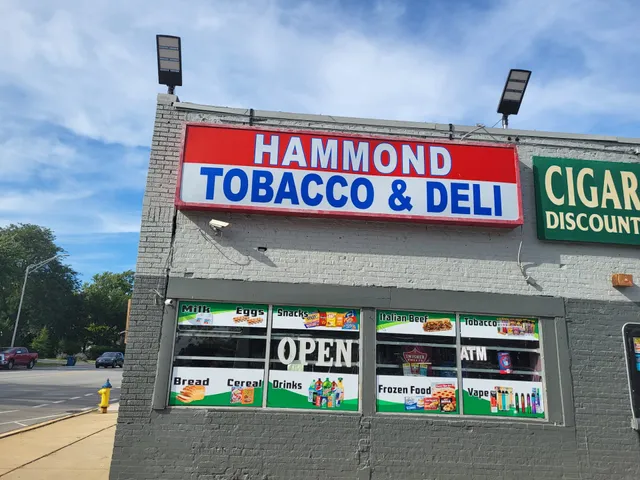 HAMMOND
TOBACCO & DELI
CIGAR
DISCOUNT
Milk
Eggs
Snacks
Italian Beef
Tobacco
OPEN
ATM
Bread
Cereal
Drinks
Frozen Food
Vape